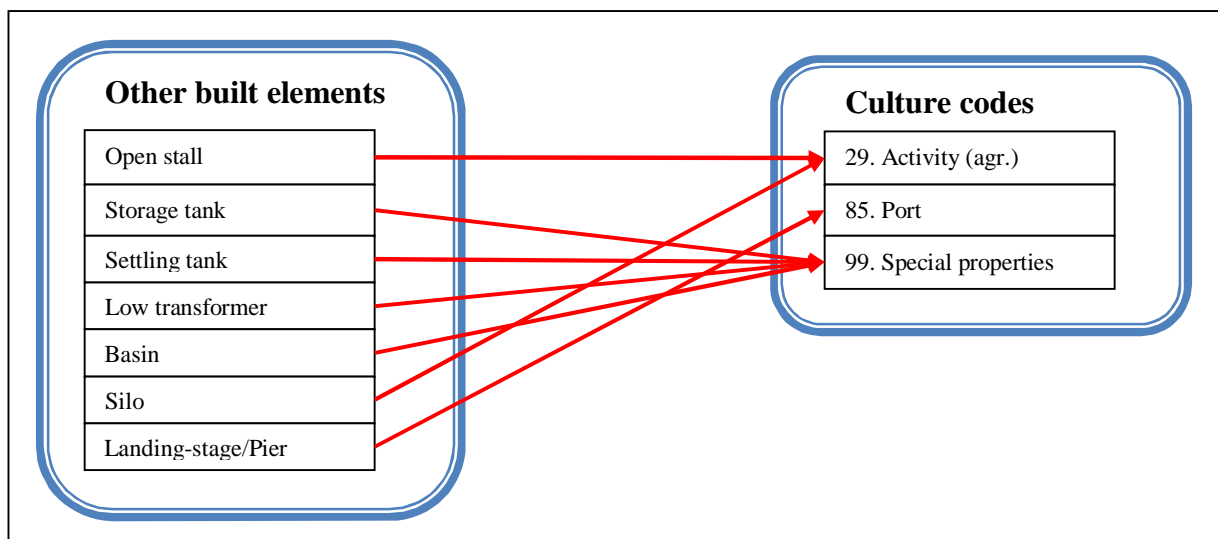 Other built elements
Open stall
Storage tank
Settling tank
Low transformer
Basin
Silo
Landing-stage/Pier
Culture codes
29. Activity (agr.)
85. Port
99. Special properties